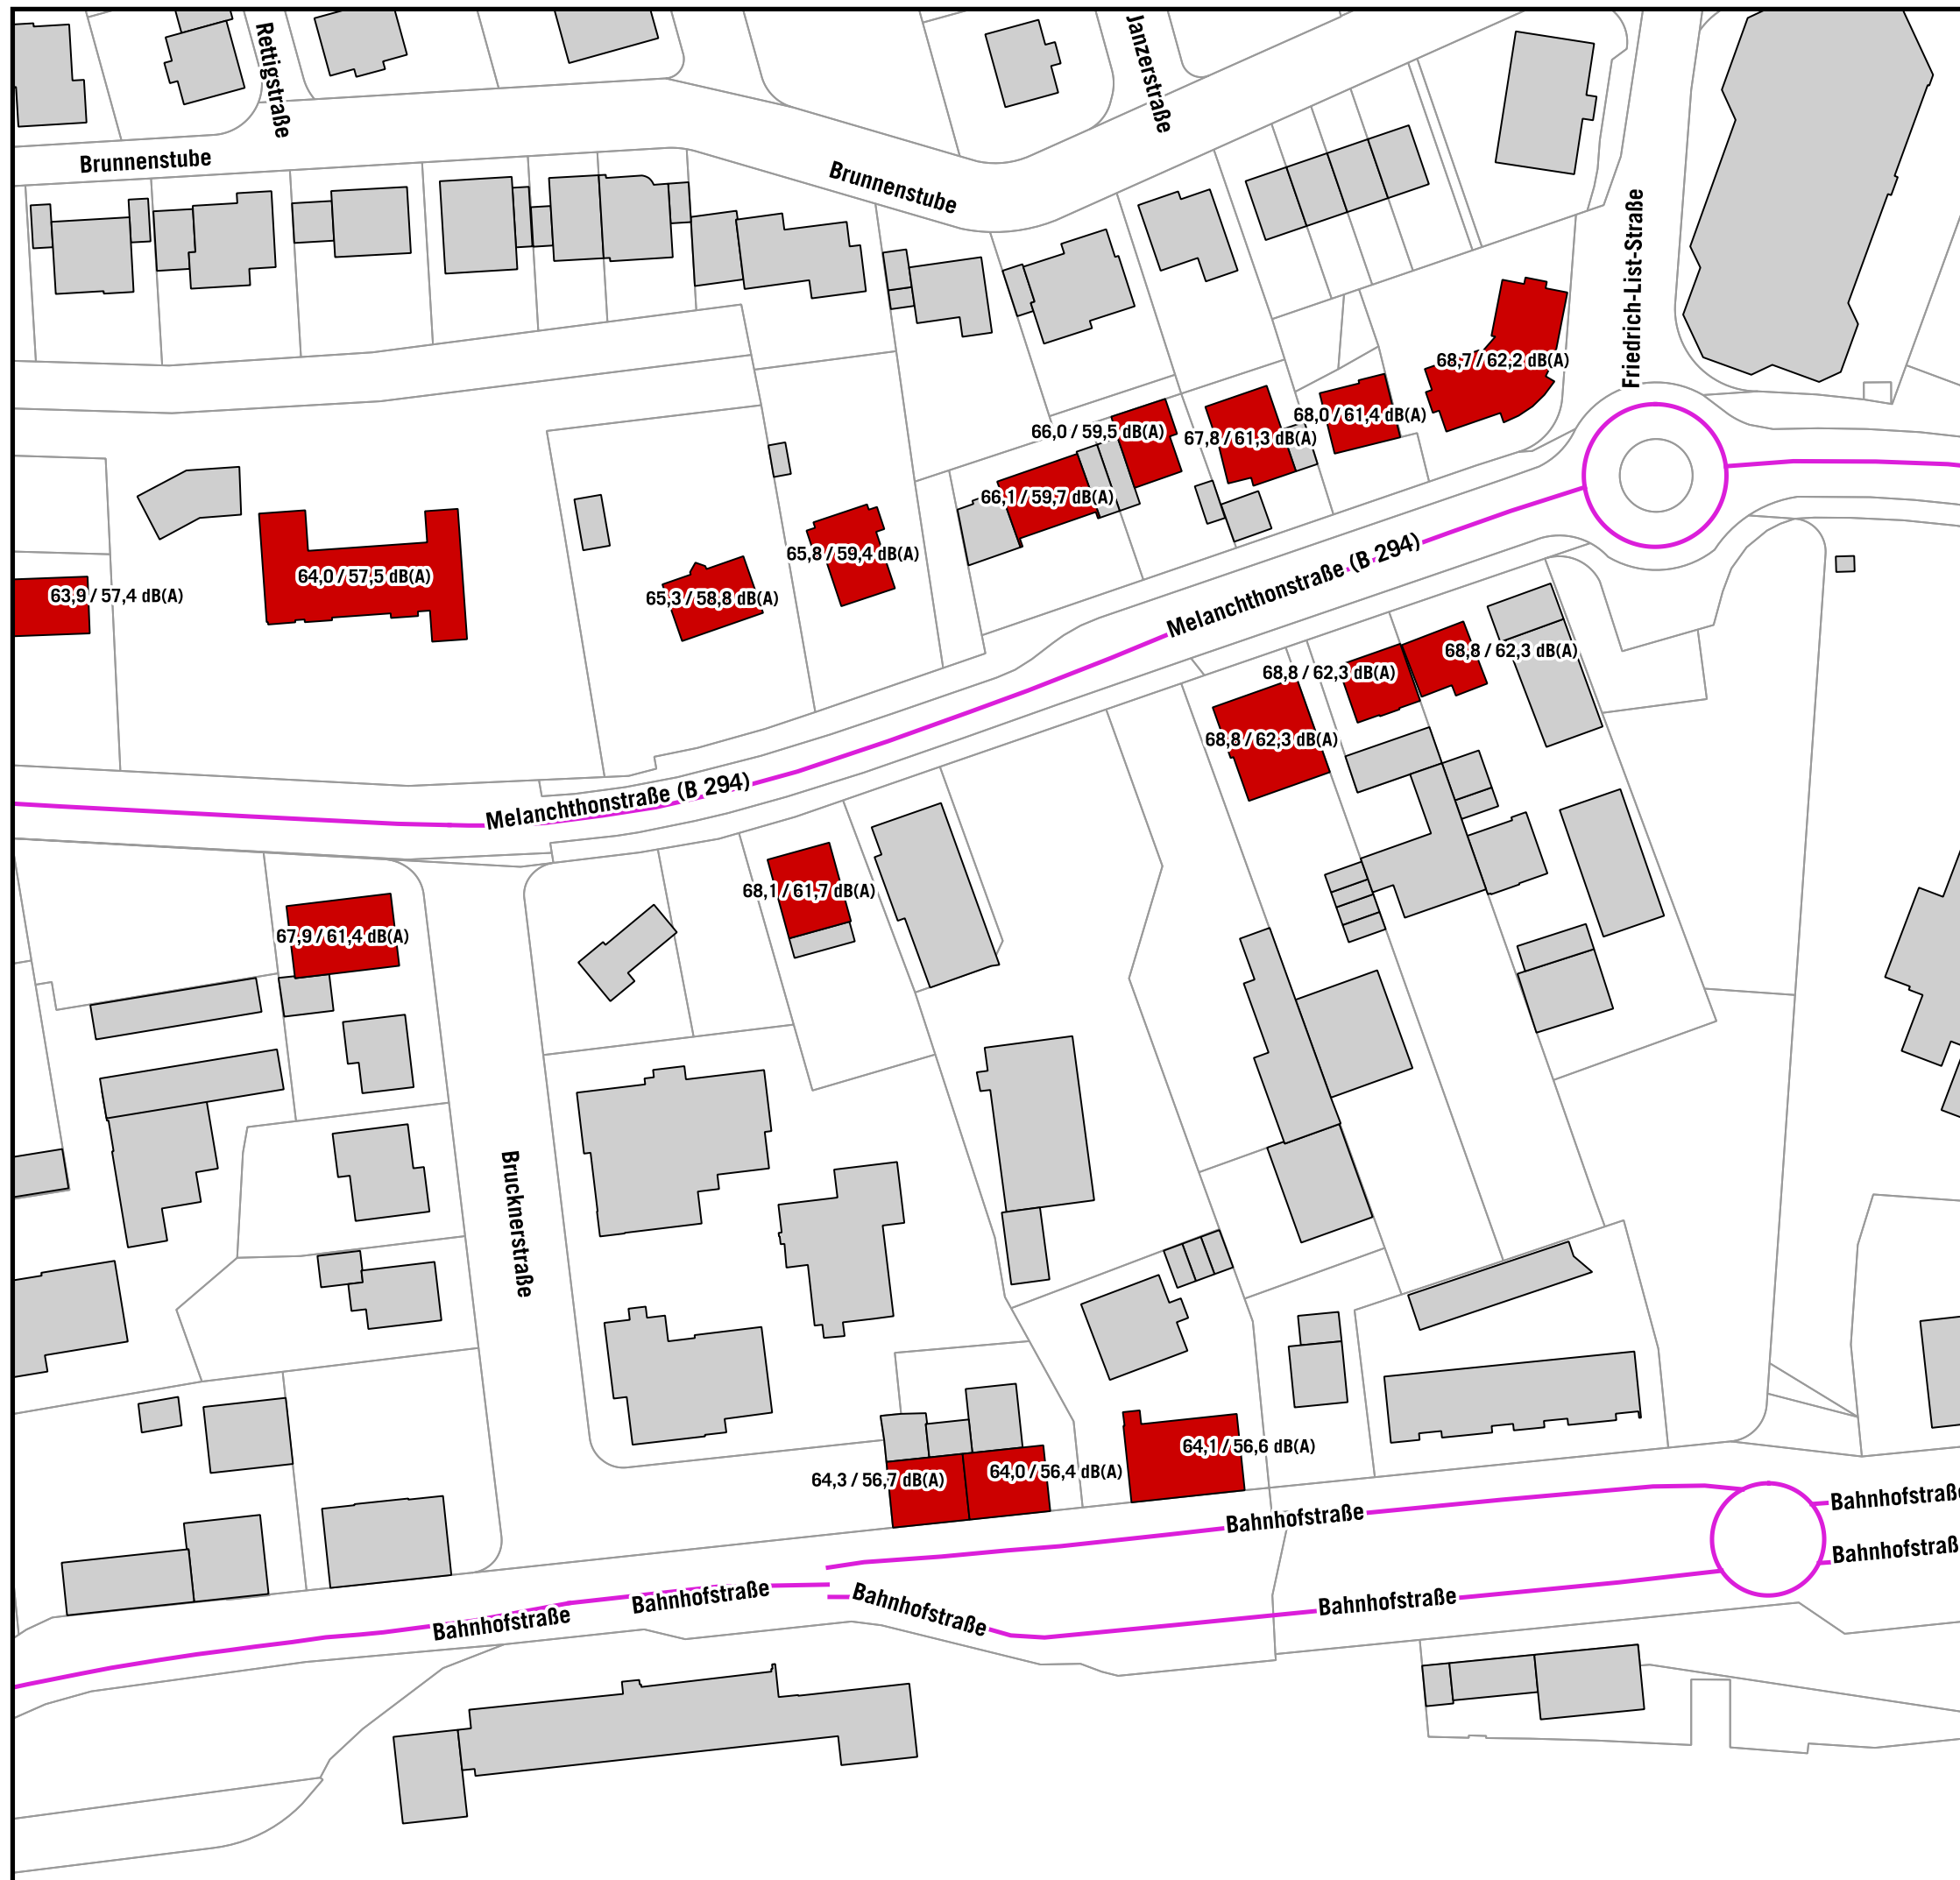 Rettigstraße
Janzerstraße
Brunnenstube
Brunnenstube
Friedrich-List-Straße
68,7 / 62,2 dB(A)
68,0 / 61,4 dB(A)
66,0 / 59,5 dB(A)
67,8 / 61,3 dB(A)
66,1 / 59,7 dB(A)
65,8 / 59,4 dB(A)
64,0 / 57,5 dB(A)
63,9 / 57,4 dB(A)
65,3 / 58,8 dB(A)
Melanchthonstraße (B 294)
68,8 / 62,3 dB(A)
68,8 / 62,3 dB(A)
68,8 / 62,3 dB(A)
Melanchthonstraße (B 294)
68,1 / 61,7 dB(A)
67,9 / 61,4 dB(A)
Brucknerstraße
64,1 / 56,6 dB(A)
64,3 / 56,7 dB(A)
64,0 / 56,4 dB(A)
Bahnhofstraße
Bahnhofstraße
Bahnhofstraß
Bahnhofstraße
Bahnhofstraße
Bahnhofstraße
Bahnhofstraße